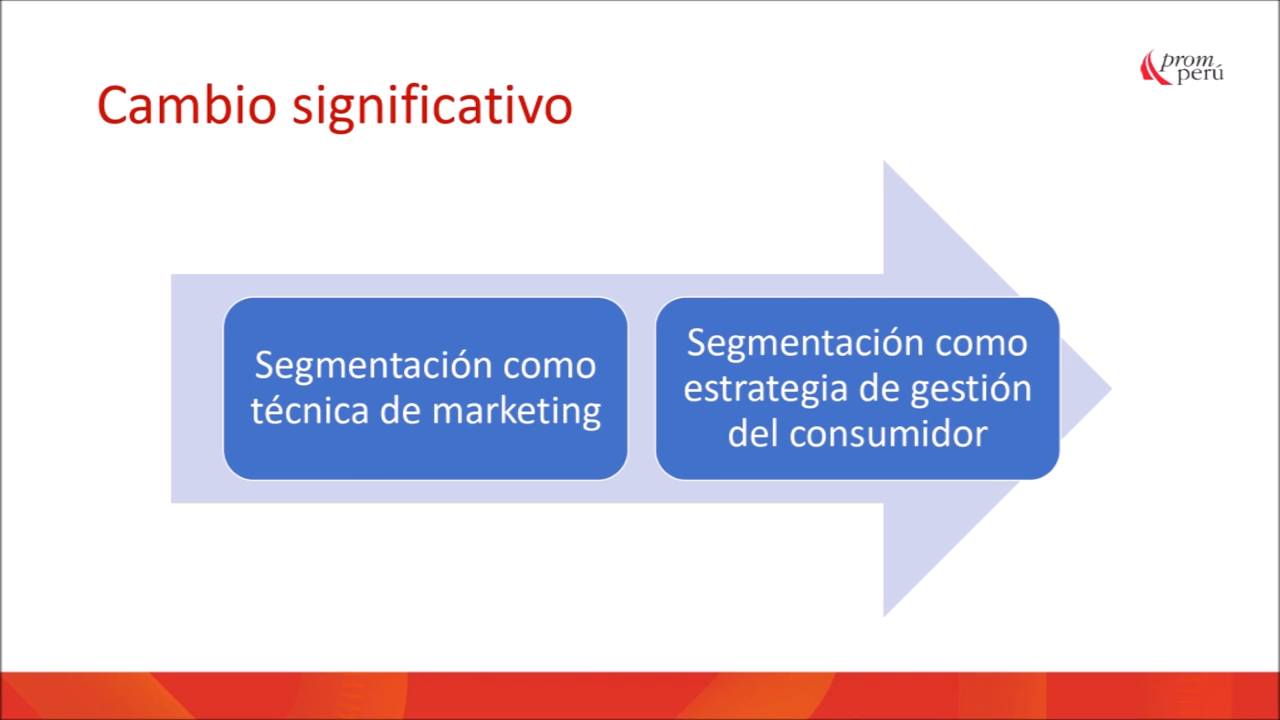 prom
perú
Cambio significativo
Segmentación como
técnica de marketing
Segmentación como
estrategia de gestión
del consumidor